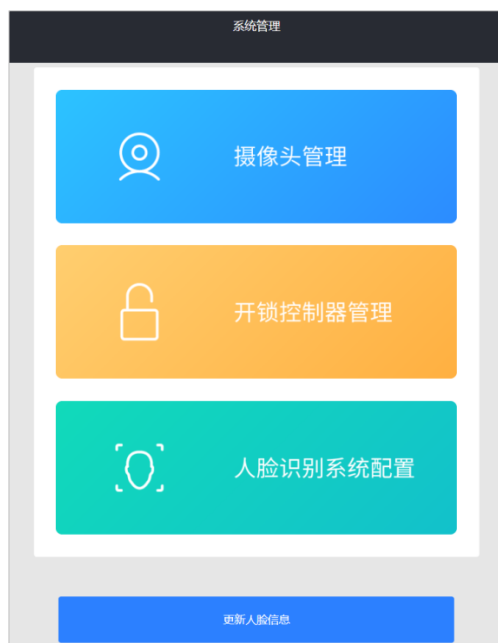 系统管理
摄像头管理
开锁控制器管理
人脸识别系统配置
更新人脸信息